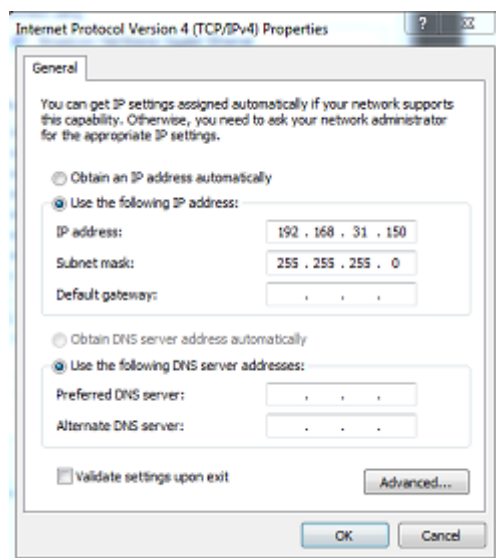 Internet Protocol Version 4 (TCP/IPv4) Properties
General
You can get IP settings assigned automatically if your network supports
this capability. Otherwise, you need to ask your network administrator
for the appropriate IP settings.
Obtain an IP address automatically
Use the following IP address:
IP address: 192 . 168 . 31 . 150
Subnet mask: 255 . 255 . 255 . 0
Default gateway: . . .
Obtain DNS server address automatically
Use the following DNS server addresses:
Preferred DNS server: . . .
Alternate DNS server: . . .
Validate settings upon exit
Advanced...
OK Cancel